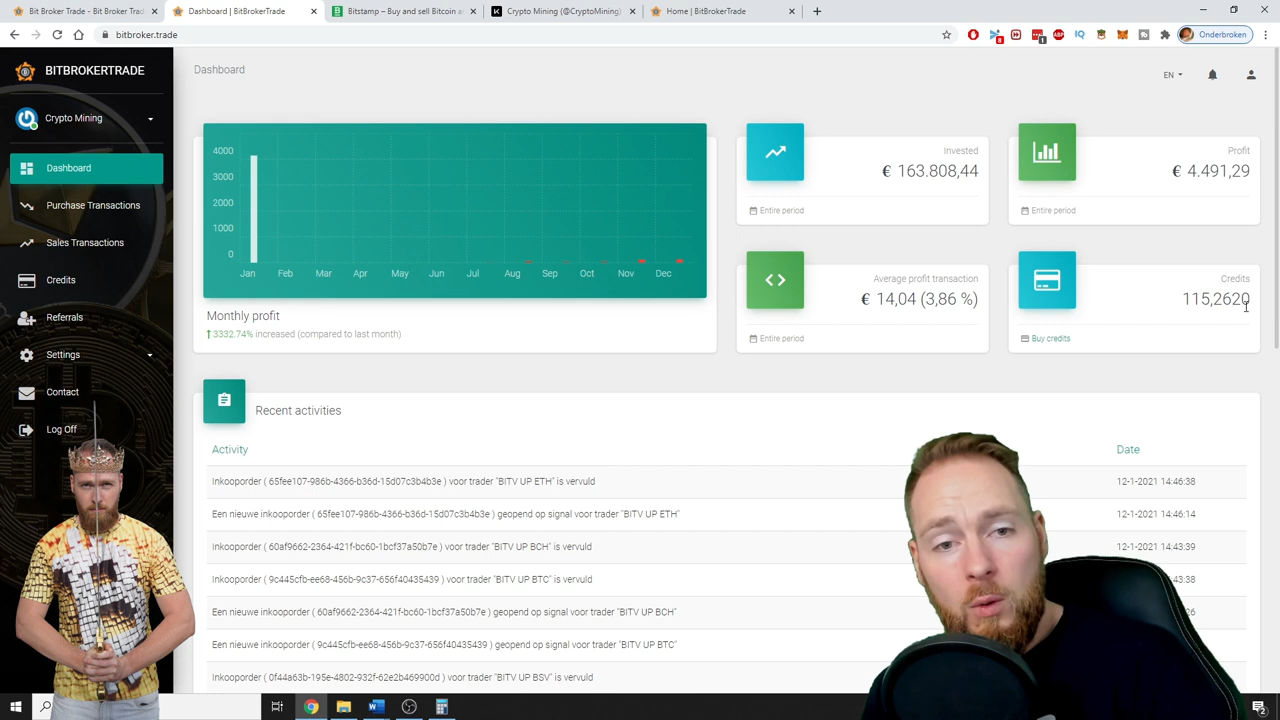 Bit Broker Trade - Bit Broker Trade
Dashboard | BitBrokerTrade
Bitstamp – Buy and sell Bitcoin a
Crypto Mining (@CryptoMining)
Home | BitBrokerTrade
bitbroker.trade
8
1
ABP
IQ
Onderbroken
BITBROKERTRADE
Crypto Mining
Dashboard
Purchase Transactions
Sales Transactions
Credits
Referrals
Settings
Contact
Log Off
Dashboard
EN
4000
3000
2000
1000
0
Jan Feb Mar Apr May Jun Jul Aug Sep Oct Nov Dec
Monthly profit
3332.74% increased (compared to last month)
Invested
€ 163.808,44
Entire period
Profit
€ 4.491,29
Entire period
Average profit transaction
€ 14,04 (3,86 %)
Entire period
Credits
115,2620
Buy credits
Recent activities
Activity Date
Inkooporder ( 65fee107-986b-4366-b36d-15d07c3b4b3e ) voor trader "BITV UP ETH" is vervuld 12-1-2021 14:46:38
Een nieuwe inkooporder ( 65fee107-986b-4366-b36d-15d07c3b4b3e ) geopend op signal voor trader "BITV UP ETH" 12-1-2021 14:46:14
Inkooporder ( 60af9662-2364-421f-bc60-1bcf37a50b7e ) voor trader "BITV UP BCH" is vervuld 12-1-2021 14:43:39
Inkooporder ( 9c445cfb-ee68-456b-9c37-656f40435439 ) voor trader "BITV UP BTC" is vervuld
Een nieuwe inkooporder ( 60af9662-2364-421f-bc60-1bcf37a50b7e ) geopend op signal voor trader "BITV UP BCH"
Een nieuwe inkooporder ( 9c445cfb-ee68-456b-9c37-656f40435439 ) geopend op signal voor trader "BITV UP BTC"
Inkooporder ( 0f44a63b-195e-4802-932f-62e2b469900d ) voor trader "BITV UP BSV" is vervuld
2